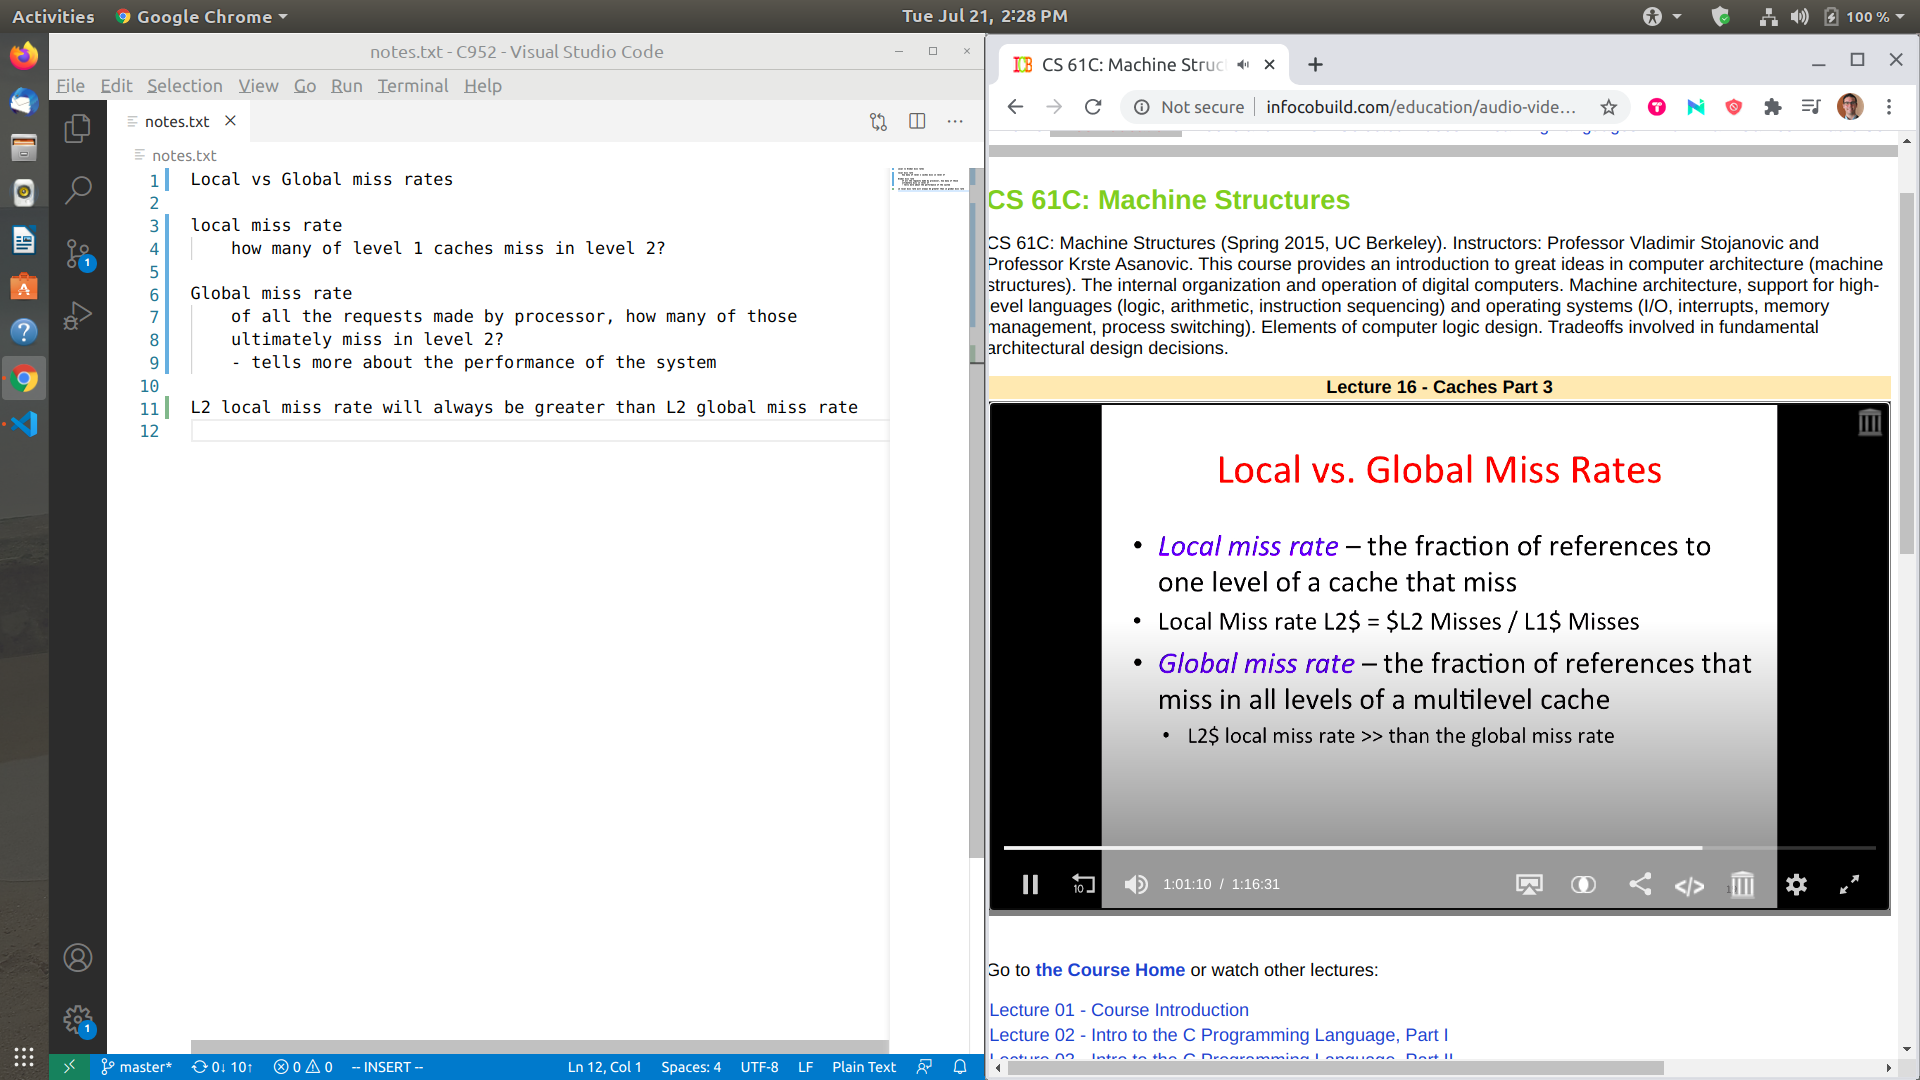 Activities
Google Chrome
Tue Jul 21, 2:28 PM
100 %
notes.txt - C952 - Visual Studio Code
File Edit Selection View Go Run Terminal Help
notes.txt
notes.txt
1 Local vs Global miss rates
2
3 local miss rate
4 how many of level 1 caches miss in level 2?
5
6 Global miss rate
7 of all the requests made by processor, how many of those
8 ultimately miss in level 2?
9 - tells more about the performance of the system
10
11 L2 local miss rate will always be greater than L2 global miss rate
12
1
1
master*
0↓ 10↑
0 0
-- INSERT --
Ln 12, Col 1
Spaces: 4
UTF-8
LF
Plain Text
CS 61C: Machine Struc
Not secure
infocobuild.com/education/audio-vide...
CS 61C: Machine Structures
CS 61C: Machine Structures (Spring 2015, UC Berkeley). Instructors: Professor Vladimir Stojanovic and
Professor Krste Asanovic. This course provides an introduction to great ideas in computer architecture (machine
structures). The internal organization and operation of digital computers. Machine architecture, support for high-
level languages (logic, arithmetic, instruction sequencing) and operating systems (I/O, interrupts, memory
management, process switching). Elements of computer logic design. Tradeoffs involved in fundamental
architectural design decisions.
Lecture 16 - Caches Part 3
Local vs. Global Miss Rates
• Local miss rate – the fraction of references to
one level of a cache that miss
• Local Miss rate L2$ = $L2 Misses / L1$ Misses
• Global miss rate – the fraction of references that
miss in all levels of a multilevel cache
• L2$ local miss rate >> than the global miss rate
10
1:01:10 / 1:16:31
Go to the Course Home or watch other lectures:
Lecture 01 - Course Introduction
Lecture 02 - Intro to the C Programming Language, Part I
Lecture 03 - Intro to the C Programming Language, Part II